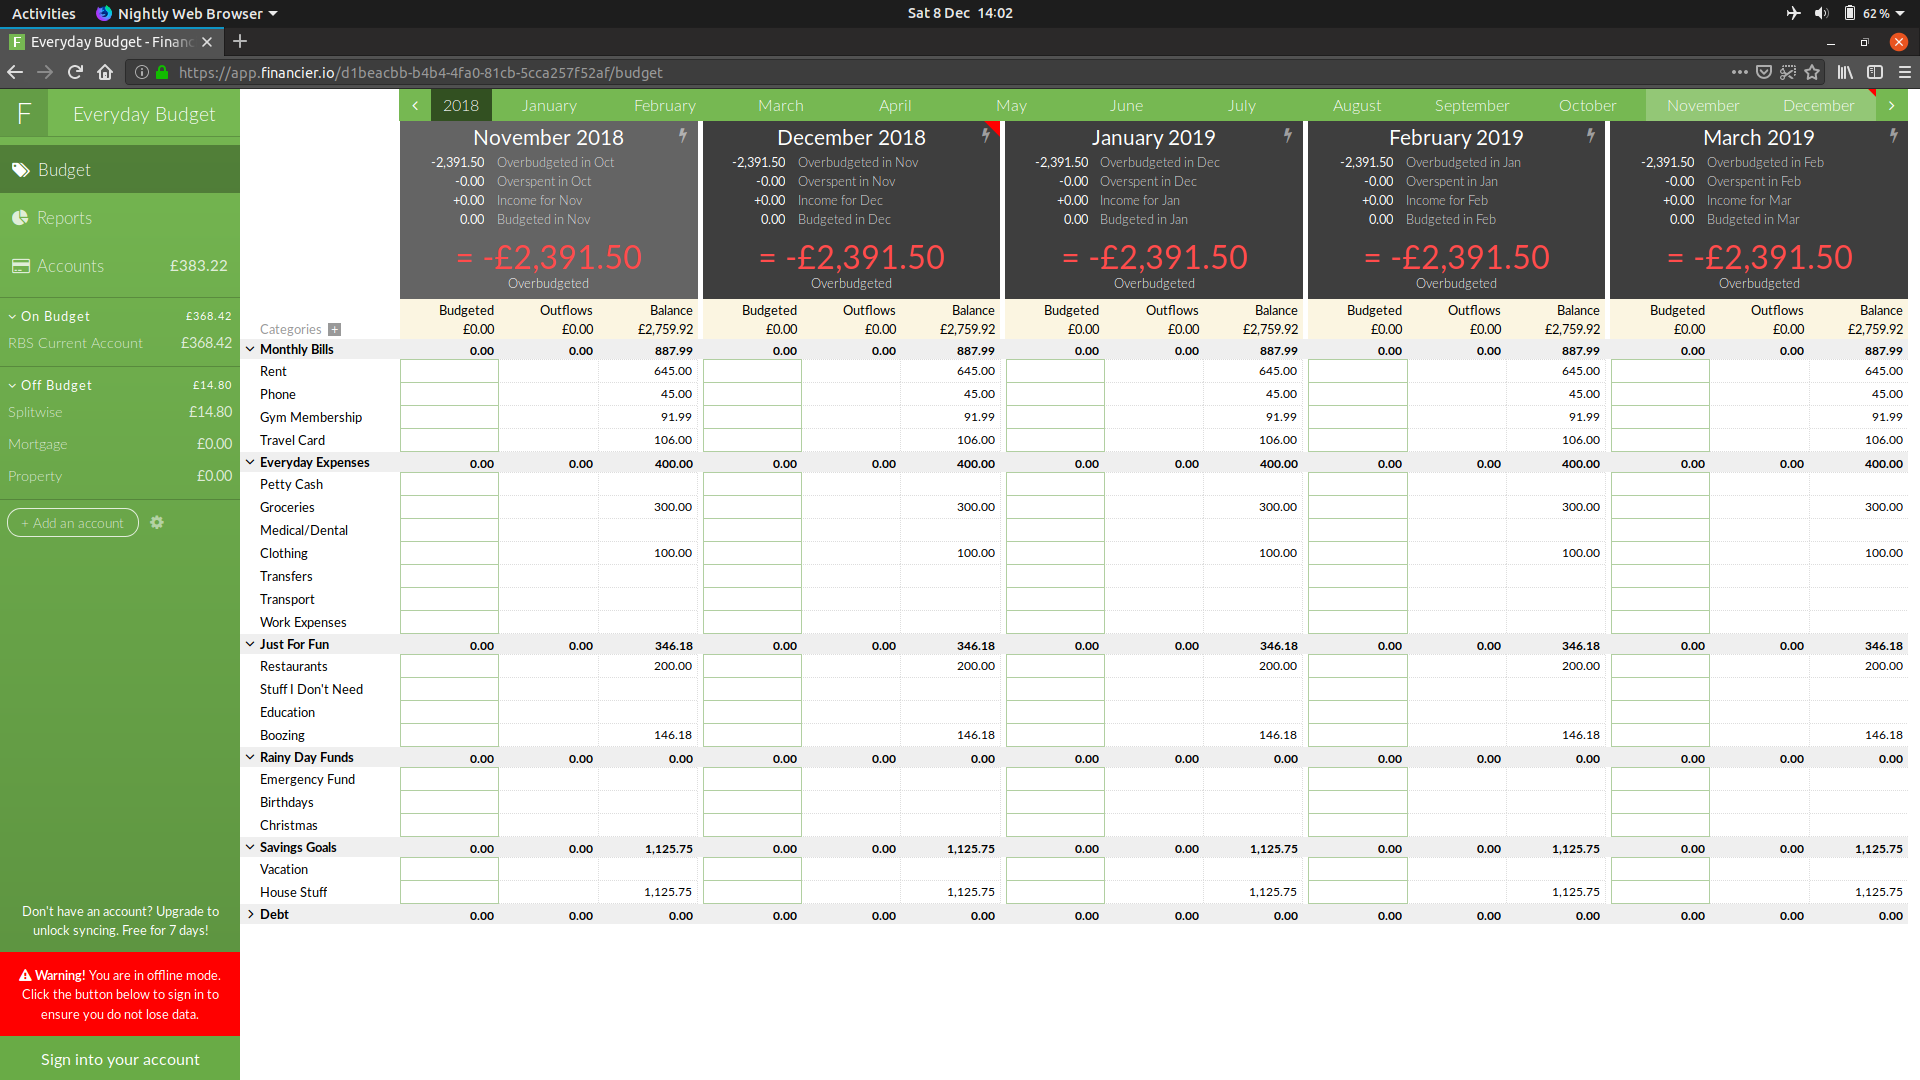 Activities Nightly Web Browser Sat 8 Dec 14:02 62 %
F Everyday Budget - Financ
https://app.financier.io/d1beacbb-b4b4-4fa0-81cb-5cca257f52af/budget
F Everyday Budget
Budget
Reports
Accounts £383.22
On Budget £368.42
RBS Current Account £368.42
Off Budget £14.80
Splitwise £14.80
Mortgage £0.00
Property £0.00
+ Add an account
Don't have an account? Upgrade to
unlock syncing. Free for 7 days!
Warning! You are in offline mode.
Click the button below to sign in to
ensure you do not lose data.
Sign into your account
2018 January February March April May June July August September October November December
November 2018 December 2018 January 2019 February 2019 March 2019
-2,391.50 Overbudgeted in Oct -2,391.50 Overbudgeted in Nov -2,391.50 Overbudgeted in Dec -2,391.50 Overbudgeted in Jan -2,391.50 Overbudgeted in Feb
-0.00 Overspent in Oct -0.00 Overspent in Nov -0.00 Overspent in Dec -0.00 Overspent in Jan -0.00 Overspent in Feb
+0.00 Income for Nov +0.00 Income for Dec +0.00 Income for Jan +0.00 Income for Feb +0.00 Income for Mar
0.00 Budgeted in Nov 0.00 Budgeted in Dec 0.00 Budgeted in Jan 0.00 Budgeted in Feb 0.00 Budgeted in Mar
= -£2,391.50 = -£2,391.50 = -£2,391.50 = -£2,391.50 = -£2,391.50
Overbudgeted Overbudgeted Overbudgeted Overbudgeted Overbudgeted
Budgeted Outflows Balance Budgeted Outflows Balance Budgeted Outflows Balance Budgeted Outflows Balance Budgeted Outflows Balance
Categories + £0.00 £0.00 £2,759.92 £0.00 £0.00 £2,759.92 £0.00 £0.00 £2,759.92 £0.00 £0.00 £2,759.92 £0.00 £0.00 £2,759.92
Monthly Bills 0.00 0.00 887.99 0.00 0.00 887.99 0.00 0.00 887.99 0.00 0.00 887.99 0.00 0.00 887.99
Rent 645.00 645.00 645.00 645.00 645.00
Phone 45.00 45.00 45.00 45.00 45.00
Gym Membership 91.99 91.99 91.99 91.99 91.99
Travel Card 106.00 106.00 106.00 106.00 106.00
Everyday Expenses 0.00 0.00 400.00 0.00 0.00 400.00 0.00 0.00 400.00 0.00 0.00 400.00 0.00 0.00 400.00
Petty Cash
Groceries 300.00 300.00 300.00 300.00 300.00
Medical/Dental
Clothing 100.00 100.00 100.00 100.00 100.00
Transfers
Transport
Work Expenses
Just For Fun 0.00 0.00 346.18 0.00 0.00 346.18 0.00 0.00 346.18 0.00 0.00 346.18 0.00 0.00 346.18
Restaurants 200.00 200.00 200.00 200.00 200.00
Stuff I Don't Need
Education
Boozing 146.18 146.18 146.18 146.18 146.18
Rainy Day Funds 0.00 0.00 0.00 0.00 0.00 0.00 0.00 0.00 0.00 0.00 0.00 0.00 0.00 0.00 0.00
Emergency Fund
Birthdays
Christmas
Savings Goals 0.00 0.00 1,125.75 0.00 0.00 1,125.75 0.00 0.00 1,125.75 0.00 0.00 1,125.75 0.00 0.00 1,125.75
Vacation
House Stuff 1,125.75 1,125.75 1,125.75 1,125.75 1,125.75
Debt 0.00 0.00 0.00 0.00 0.00 0.00 0.00 0.00 0.00 0.00 0.00 0.00 0.00 0.00 0.00